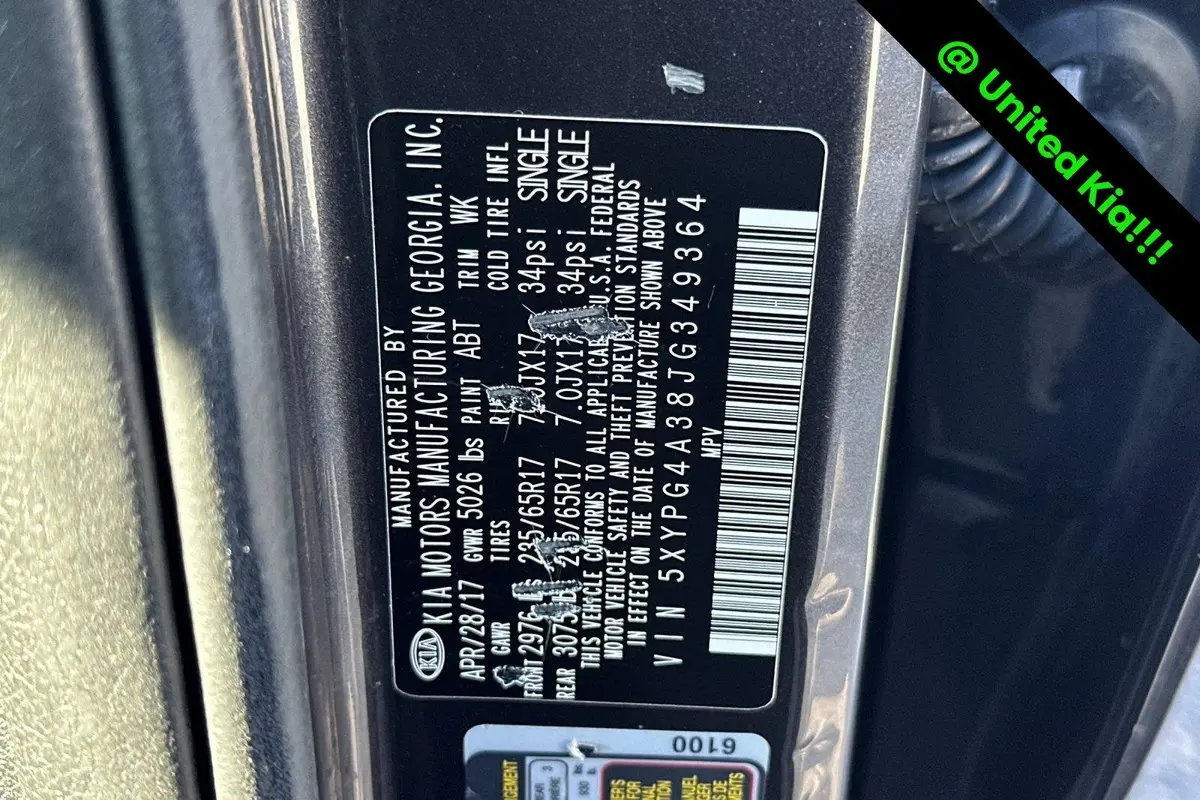 @ United Kia!!!
MANUFACTURED BY
KIA KIA MOTORS MANUFACTURING GEORGIA, INC.
APR/28/17 GVWR 5026 lbs PAINT ABT TRIM WK
GAWR TIRES COLD TIRE INFL
FRONT 2976 235/65R17 34psi SINGLE
REAR 3075 7.0JX17 34psi SINGLE
THIS VEHICLE CONFORMS TO ALL U.S.A. FEDERAL
MOTOR VEHICLE SAFETY AND THEFT PREVENTION STANDARDS
IN EFFECT ON THE DATE OF MANUFACTURE SHOWN ABOVE
VIN 5XYPG4A38JG349364
MPV
6100